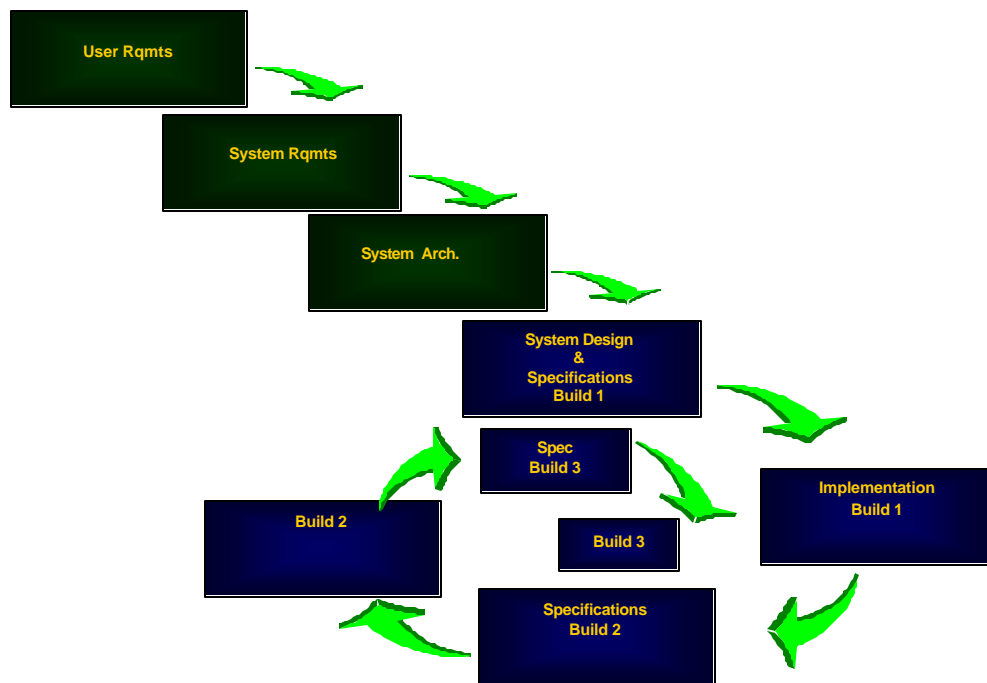 User Rqmts
System Rqmts
System Arch.
System Design
&
Specifications
Build 1
Spec
Build 3
Implementation
Build 1
Build 2
Build 3
Specifications
Build 2